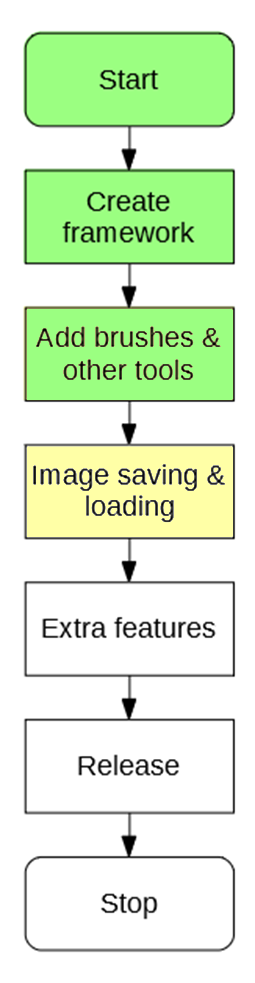 Start
Create
framework
Add brushes &
other tools
Image saving &
loading
Extra features
Release
Stop